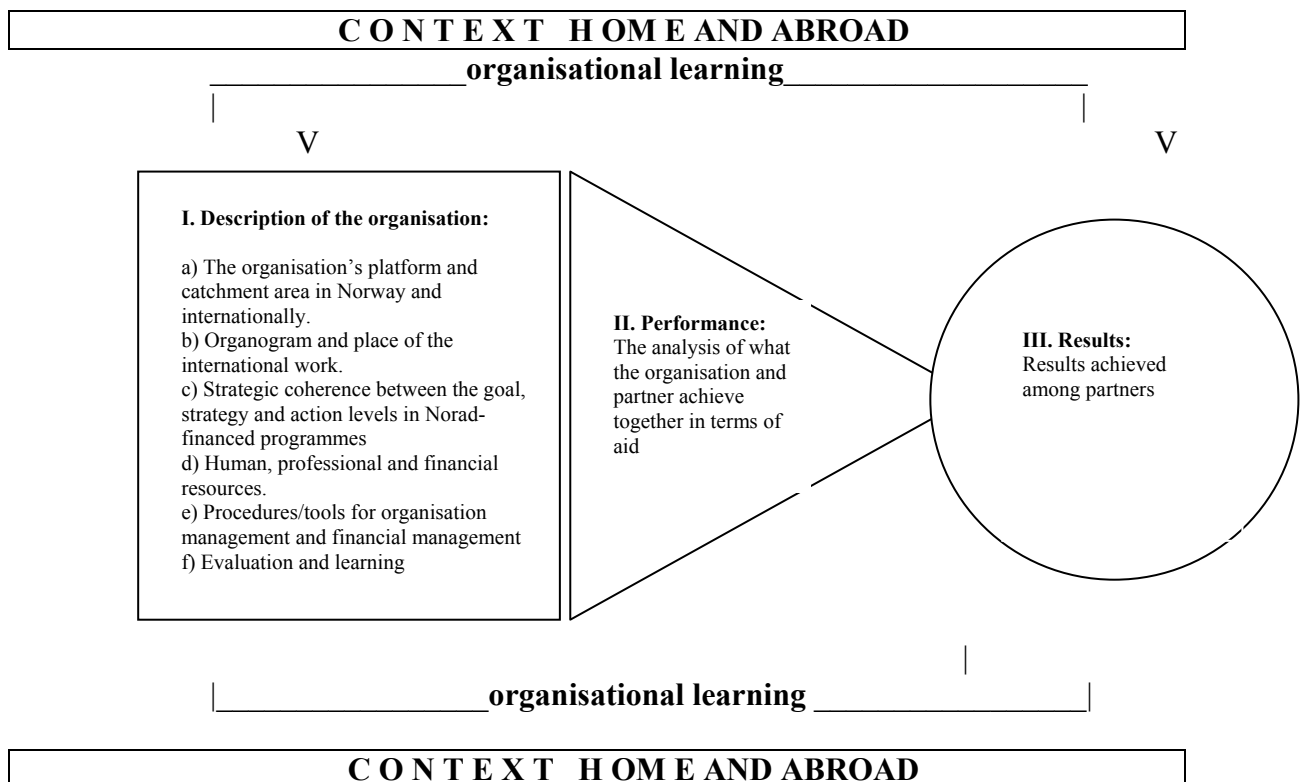 C O N T E X T H OM E AND ABROAD
_________________organisational learning____________________
| |
V V
I. Description of the organisation:
a) The organisation’s platform and
catchment area in Norway and
internationally.
b) Organogram and place of the
international work.
c) Strategic coherence between the goal,
strategy and action levels in Norad-
financed programmes
d) Human, professional and financial
resources.
e) Procedures/tools for organisation
management and financial management
f) Evaluation and learning
II. Performance:
The analysis of what
the organisation and
partner achieve
together in terms of
aid
III. Results:
Results achieved
among partners
|
|__________________organisational learning __________________|
C O N T E X T H OM E AND ABROAD